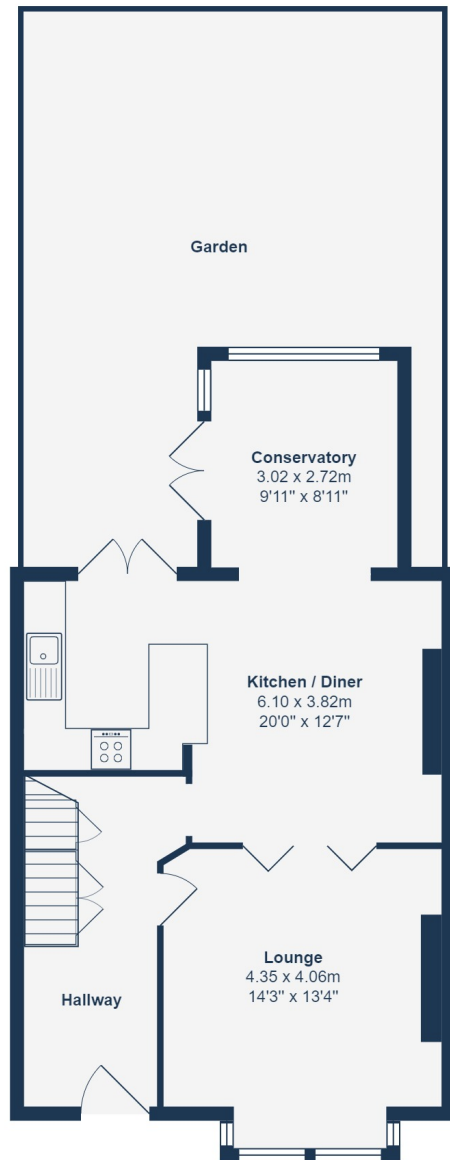 Garden
Conservatory
3.02 x 2.72m
9'11" x 8'11"
Kitchen / Diner
6.10 x 3.82m
20'0" x 12'7"
Lounge
4.35 x 4.06m
14'3" x 13'4"
Hallway